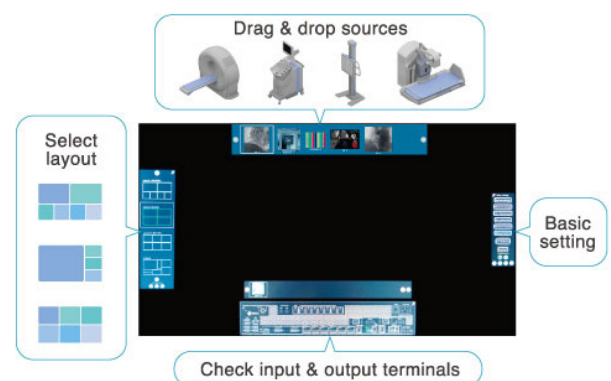 Drag & drop sources
Select
layout
Basic
setting
Check input & output terminals